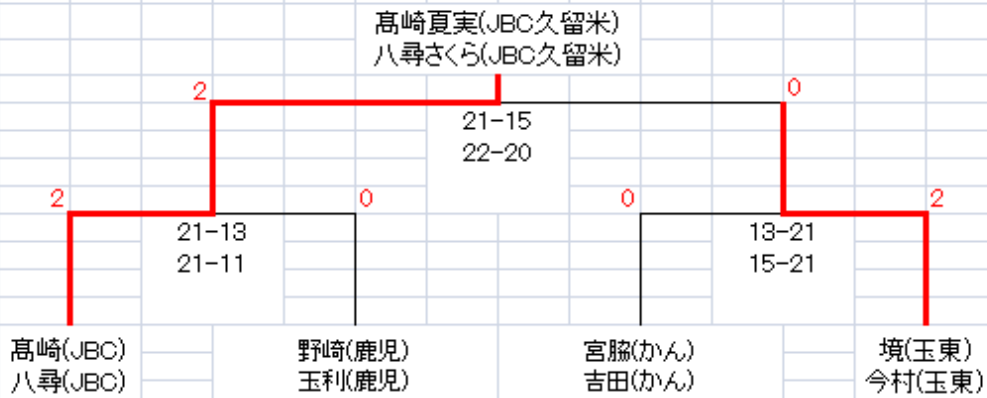 髙崎夏実(JBC久留米)
八尋さくら(JBC久留米)
2 0
21-15
22-20
2 0 0 2
21-13 13-21
21-11 15-21
髙崎(JBC) 野崎(鹿児) 宮脇(かん) 境(玉東)
八尋(JBC) 玉利(鹿児) 吉田(かん) 今村(玉東)